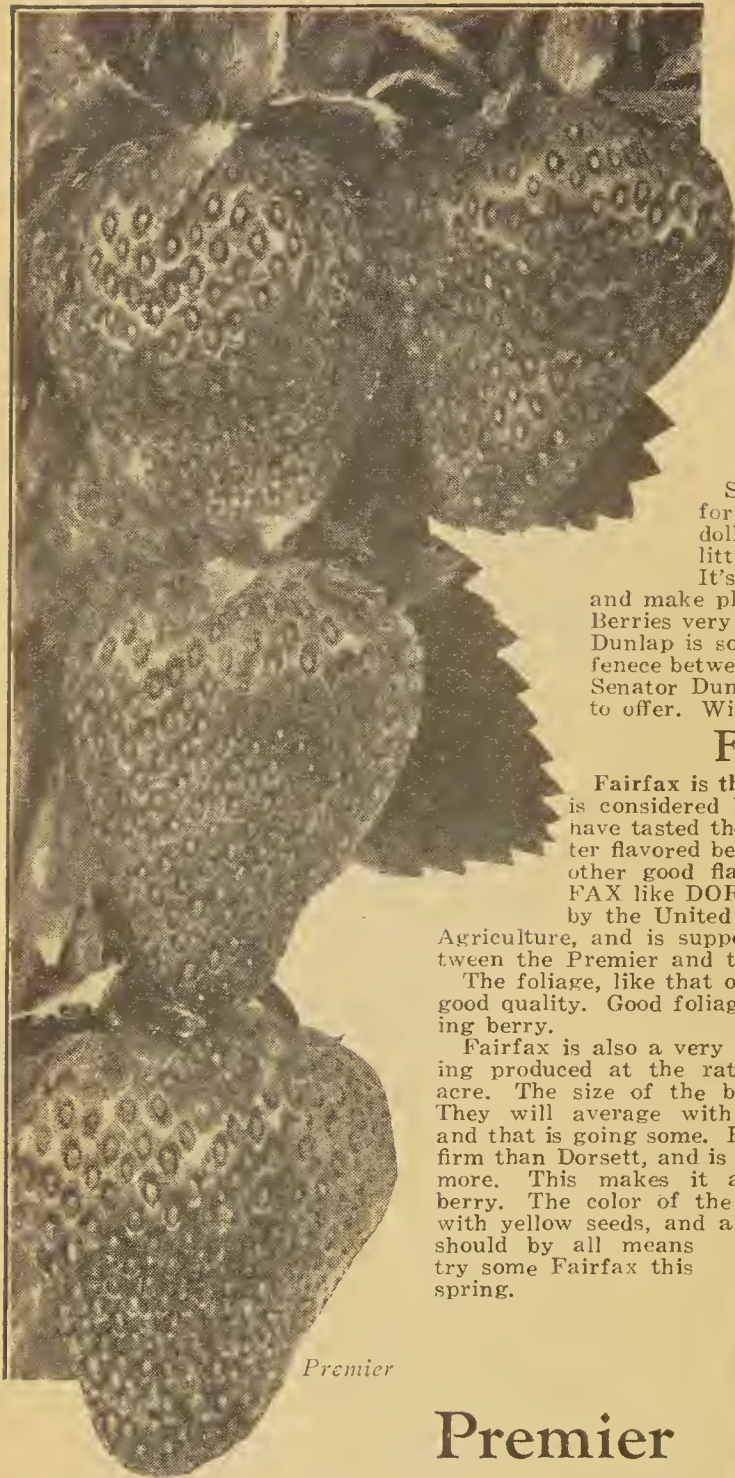 S
for
doll
litt
It's
and make pl
Berries very
Dunlap is so
fenece betwe
Senator Dun
to offer. Wi
F
Fairfax is th
is considered
have tasted th
ter flavored be
other good fla
FAX like DOR
by the United
Agriculture, and is suppo
tween the Premier and t
The foliage, like that o
good quality. Good foliag
ing berry.
Fairfax is also a very
ing produced at the rat
acre. The size of the b
They will average with
and that is going some.
firm than Dorsett, and is
more. This makes it a
berry. The color of the
with yellow seeds, and a
should by all means
try some Fairfax this
spring.
Premier
Premier